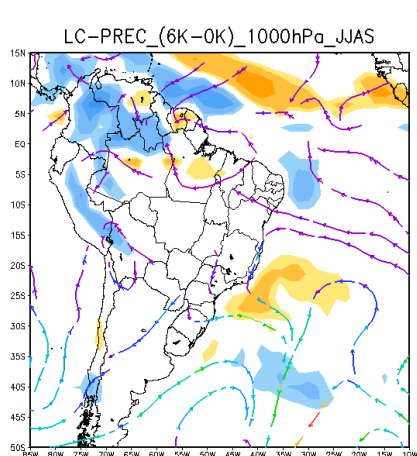 LC-PREC_(6K-0K)_1000hPa_JJAS
15N
10N
5N
EQ
5S
10S
15S
20S
25S
30S
35S
40S
45S
50S
85W 80W 75W 70W 65W 60W 55W 50W 45W 40W 35W 30W 25W 20W 15W 10W